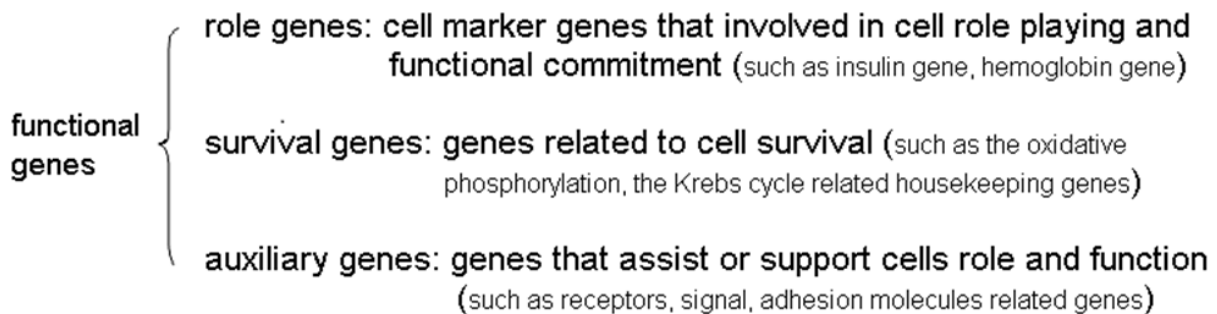 role genes: cell marker genes that involved in cell role playing and
functional commitment (such as insulin gene, hemoglobin gene)
functional
genes
survival genes: genes related to cell survival (such as the oxidative
phosphorylation, the Krebs cycle related housekeeping genes)
auxiliary genes: genes that assist or support cells role and function
(such as receptors, signal, adhesion molecules related genes)